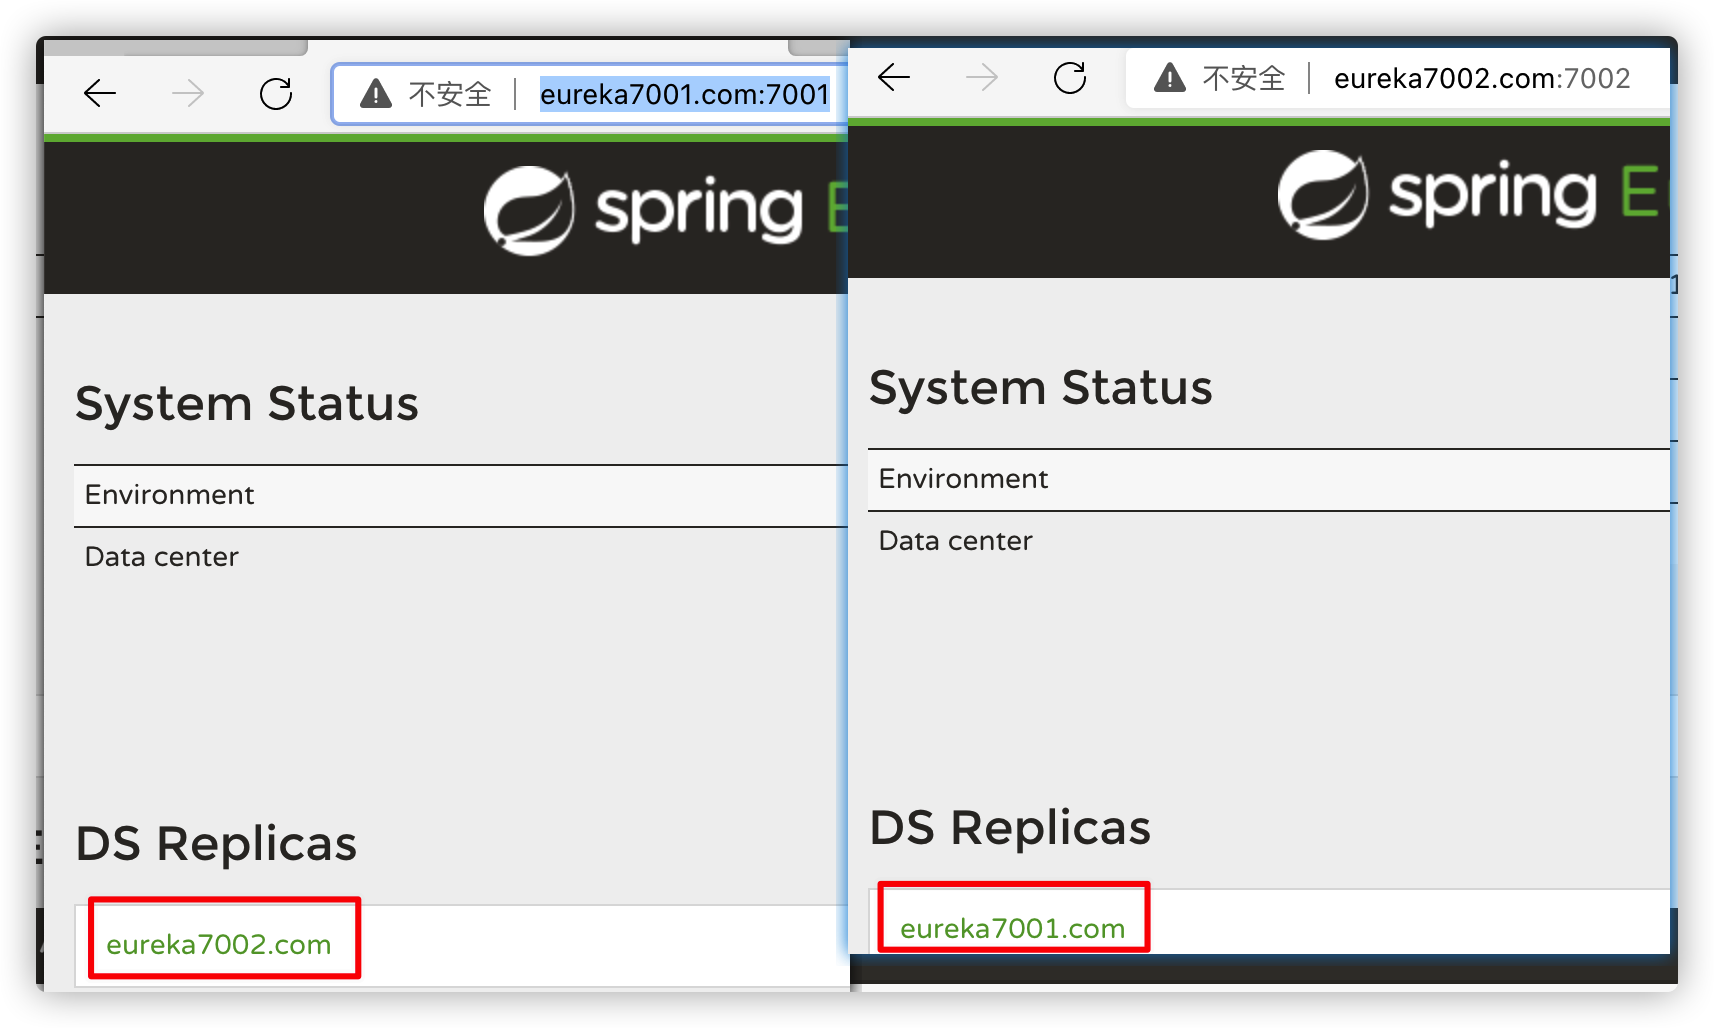 不安全 eureka7001.com:7001
spring
System Status
Environment
Data center
DS Replicas
eureka7002.com
不安全 eureka7002.com:7002
spring
System Status
Environment
Data center
DS Replicas
eureka7001.com